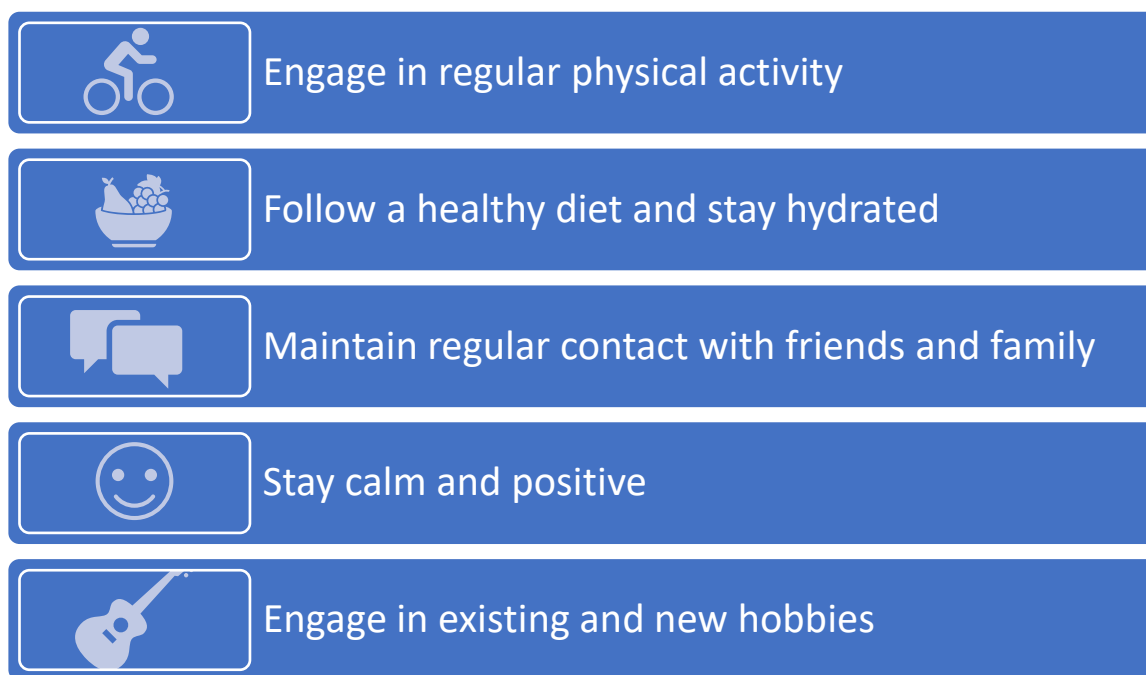 Engage in regular physical activity
Follow a healthy diet and stay hydrated
Maintain regular contact with friends and family
Stay calm and positive
Engage in existing and new hobbies